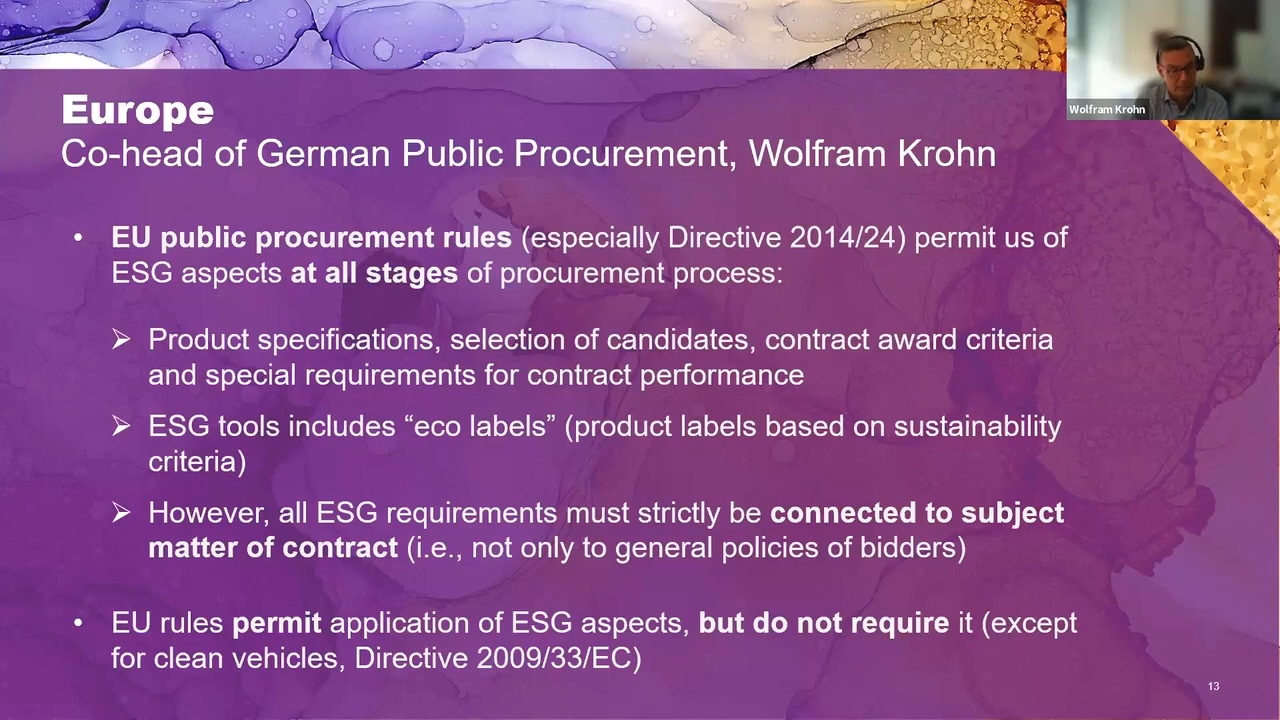 Wolfram Krohn
Europe
Co-head of German Public Procurement, Wolfram Krohn
• EU public procurement rules (especially Directive 2014/24) permit us of
ESG aspects at all stages of procurement process:
➢ Product specifications, selection of candidates, contract award criteria
and special requirements for contract performance
➢ ESG tools includes “eco labels” (product labels based on sustainability
criteria)
➢ However, all ESG requirements must strictly be connected to subject
matter of contract (i.e., not only to general policies of bidders)
• EU rules permit application of ESG aspects, but do not require it (except
for clean vehicles, Directive 2009/33/EC)
13